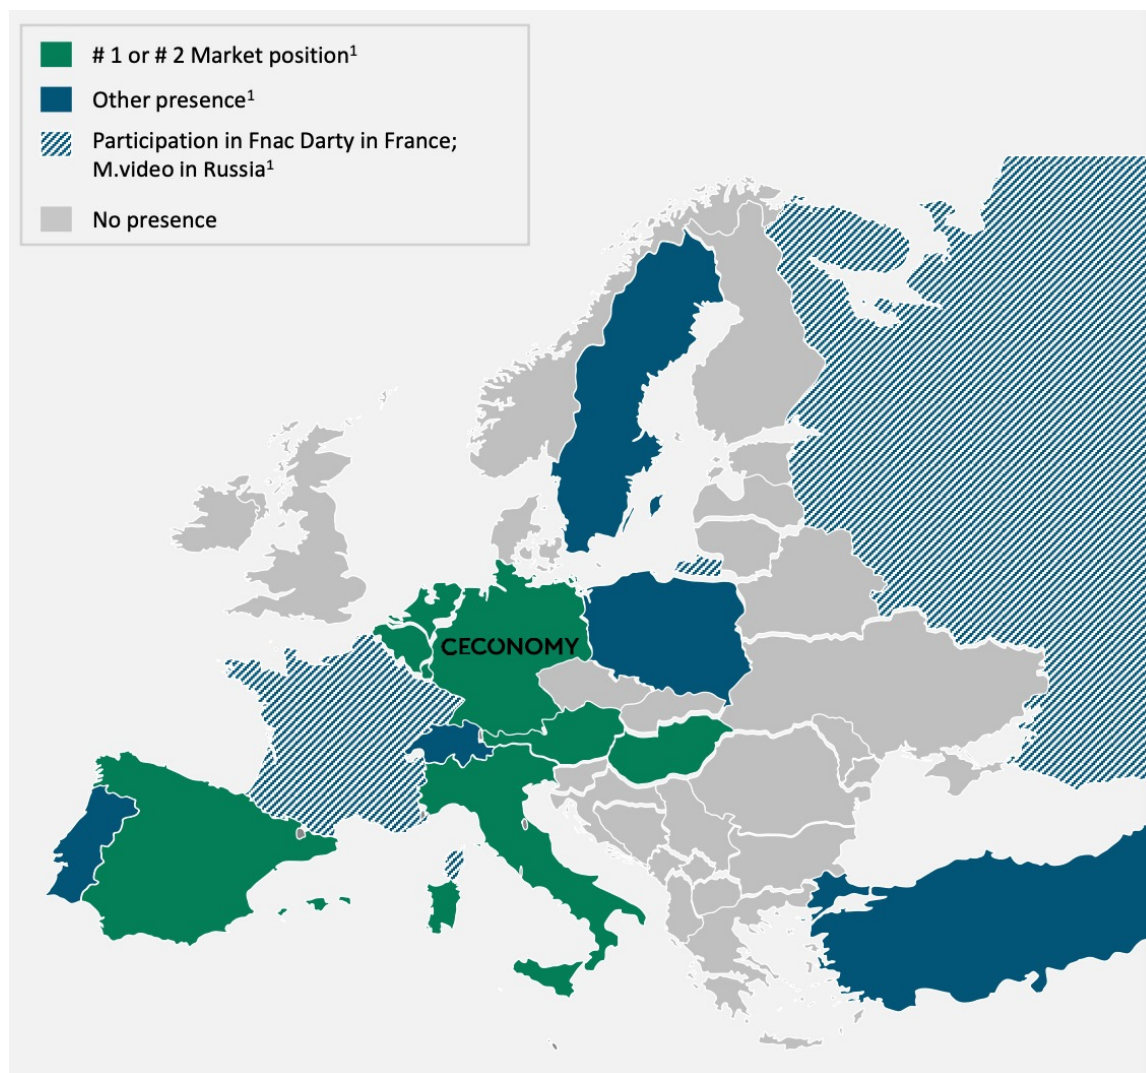 # 1 or # 2 Market position¹
Other presence¹
Participation in Fnac Darty in France;
M.video in Russia¹
No presence
CECONOMY